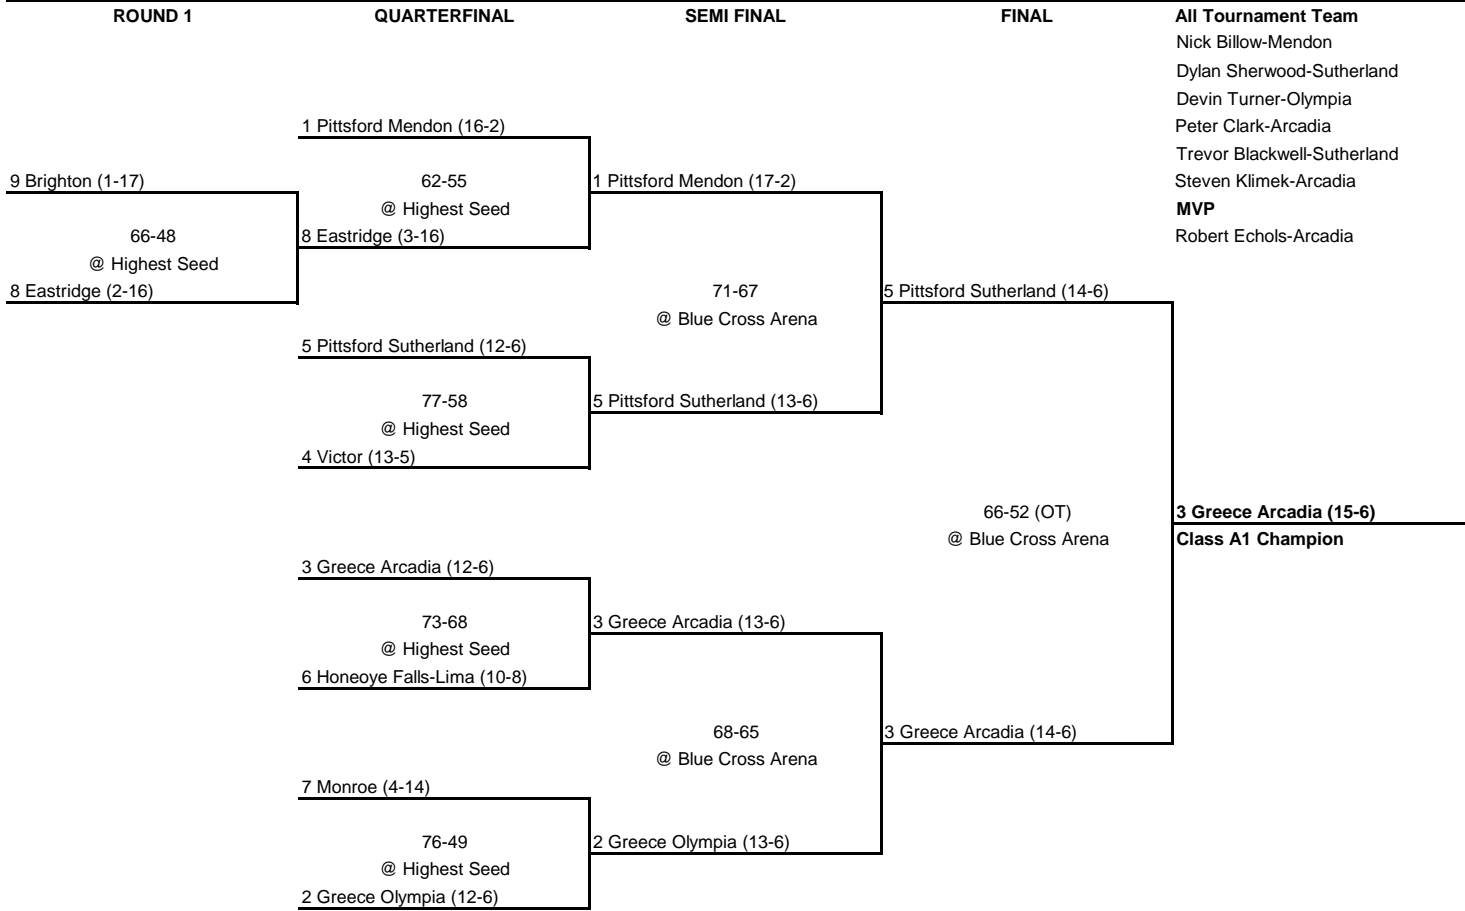 ROUND 1 QUARTERFINAL SEMI FINAL FINAL All Tournament Team
Nick Billow-Mendon
Dylan Sherwood-Sutherland
Devin Turner-Olympia
1 Pittsford Mendon (16-2) Peter Clark-Arcadia
Trevor Blackwell-Sutherland
9 Brighton (1-17) 62-55 1 Pittsford Mendon (17-2) Steven Klimek-Arcadia
@ Highest Seed MVP
66-48 8 Eastridge (3-16) Robert Echols-Arcadia
@ Highest Seed
8 Eastridge (2-16) 71-67 5 Pittsford Sutherland (14-6)
@ Blue Cross Arena
5 Pittsford Sutherland (12-6)
77-58 5 Pittsford Sutherland (13-6)
@ Highest Seed
4 Victor (13-5)
66-52 (OT) 3 Greece Arcadia (15-6)
@ Blue Cross Arena Class A1 Champion
3 Greece Arcadia (12-6)
73-68 3 Greece Arcadia (13-6)
@ Highest Seed
6 Honeoye Falls-Lima (10-8)
68-65 3 Greece Arcadia (14-6)
@ Blue Cross Arena
7 Monroe (4-14)
76-49 2 Greece Olympia (13-6)
@ Highest Seed
2 Greece Olympia (12-6)